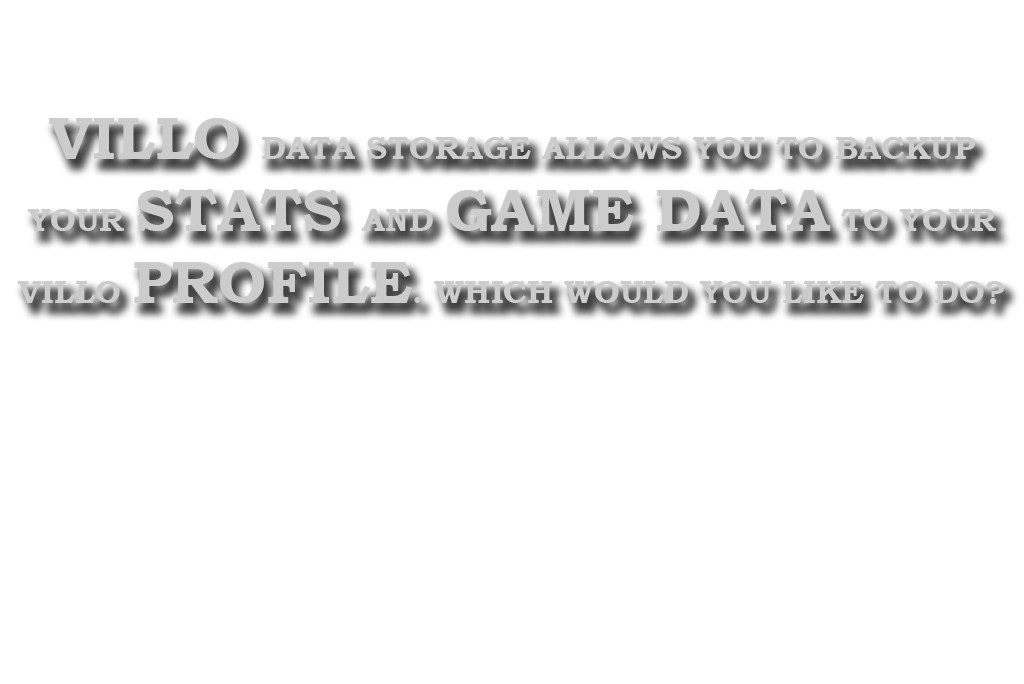 VILLO DATA STORAGE ALLOWS YOU TO BACKUP
YOUR STATS AND GAME DATA TO YOUR
VILLO PROFILE. WHICH WOULD YOU LIKE TO DO?